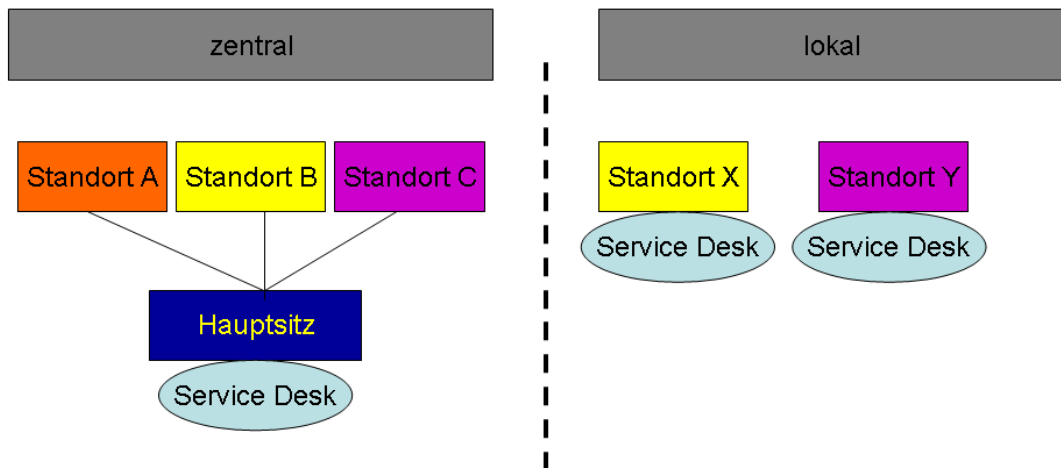 zentral
lokal
Standort A
Standort B
Standort C
Standort X
Standort Y
Service Desk
Service Desk
Hauptsitz
Service Desk